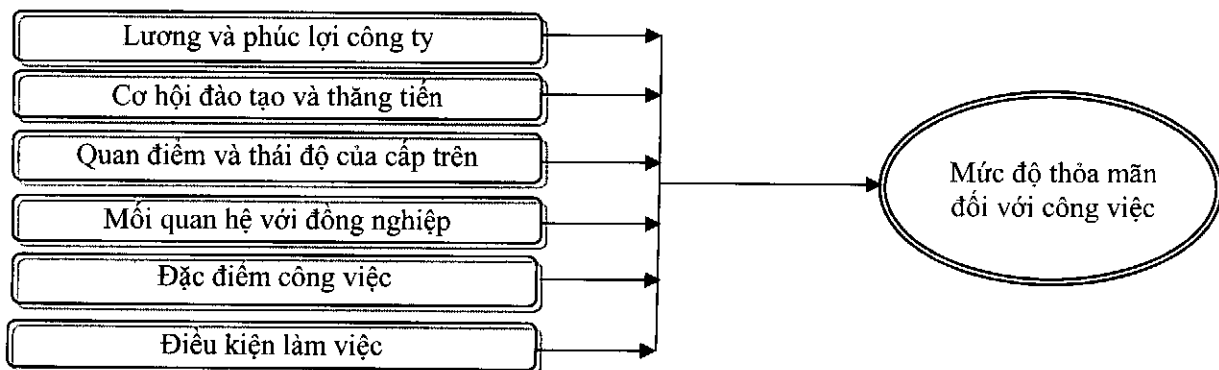 Lương và phúc lợi công ty
Cơ hội đào tạo và thăng tiến
Quan điểm và thái độ của cấp trên
Mối quan hệ với đồng nghiệp
Đặc điểm công việc
Điều kiện làm việc
Mức độ thỏa mãn
đối với công việc